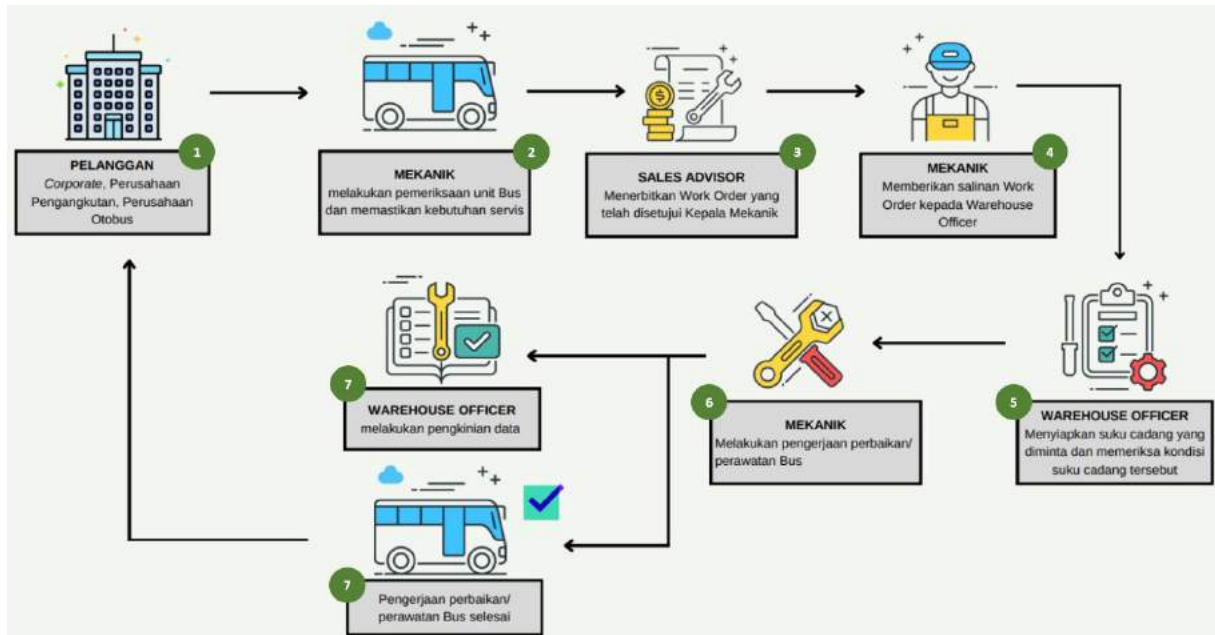 1
PELANGGAN
Corporate, Perusahaan
Pengangkutan, Perusahaan
Otobus
2
MEKANIK
melakukan pemeriksaan unit Bus
dan memastikan kebutuhan servis
$
3
SALES ADVISOR
Menerbitkan Work Order yang
telah disetujui Kepala Mekanik
4
MEKANIK
Memberikan salinan Work
Order kepada Warehouse
Officer
5
WAREHOUSE OFFICER
Menyiapkan suku cadang yang
diminta dan memeriksa kondisi
suku cadang tersebut
6
MEKANIK
Melakukan pengerjaan perbaikan/
perawatan Bus
7
WAREHOUSE OFFICER
melakukan pengkinian data
7
Pengerjaan perbaikan/
perawatan Bus selesai